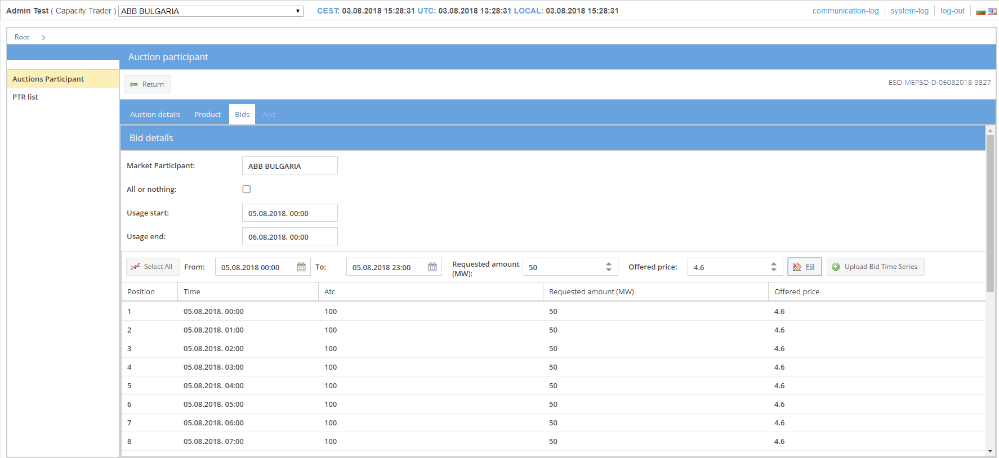 Admin Test ( Capacity Trader ) ABB BULGARIA CEST: 03.08.2018 15:28:31 UTC: 03.08.2018 13:28:31 LOCAL: 03.08.2018 15:28:31 communication-log system-log log-out
Root
Auction participant
Auctions Participant
PTR list
Return ESO-MEPSO-D-05082018-9827
Auction details Product Bids Ard
Bid details
Market Participant: ABB BULGARIA
All or nothing:
Usage start: 05.08.2018. 00:00
Usage end: 06.08.2018. 00:00
Select All From: 05.08.2018 00:00 To: 05.08.2018 23:00 Requested amount (MW): 50 Offered price: 4.6 Fill Upload Bid Time Series
Position Time Atc Requested amount (MW) Offered price
1 05.08.2018. 00:00 100 50 4.6
2 05.08.2018. 01:00 100 50 4.6
3 05.08.2018. 02:00 100 50 4.6
4 05.08.2018. 03:00 100 50 4.6
5 05.08.2018. 04:00 100 50 4.6
6 05.08.2018. 05:00 100 50 4.6
7 05.08.2018. 06:00 100 50 4.6
8 05.08.2018. 07:00 100 50 4.6